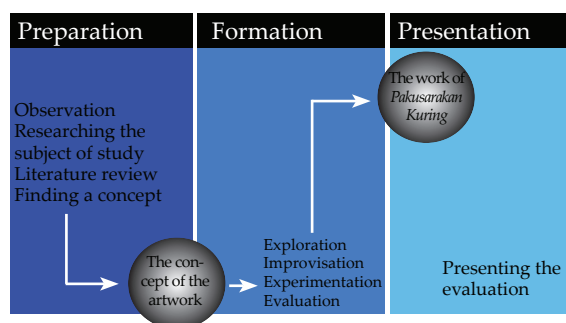 Preparation
Observation
Researching the
subject of study
Literature review
Finding a concept
The con-
cept of the
artwork
Formation
Exploration
Improvisation
Experimentation
Evaluation
Presentation
The work of
Pakusarakan
Kuring
Presenting the
evaluation